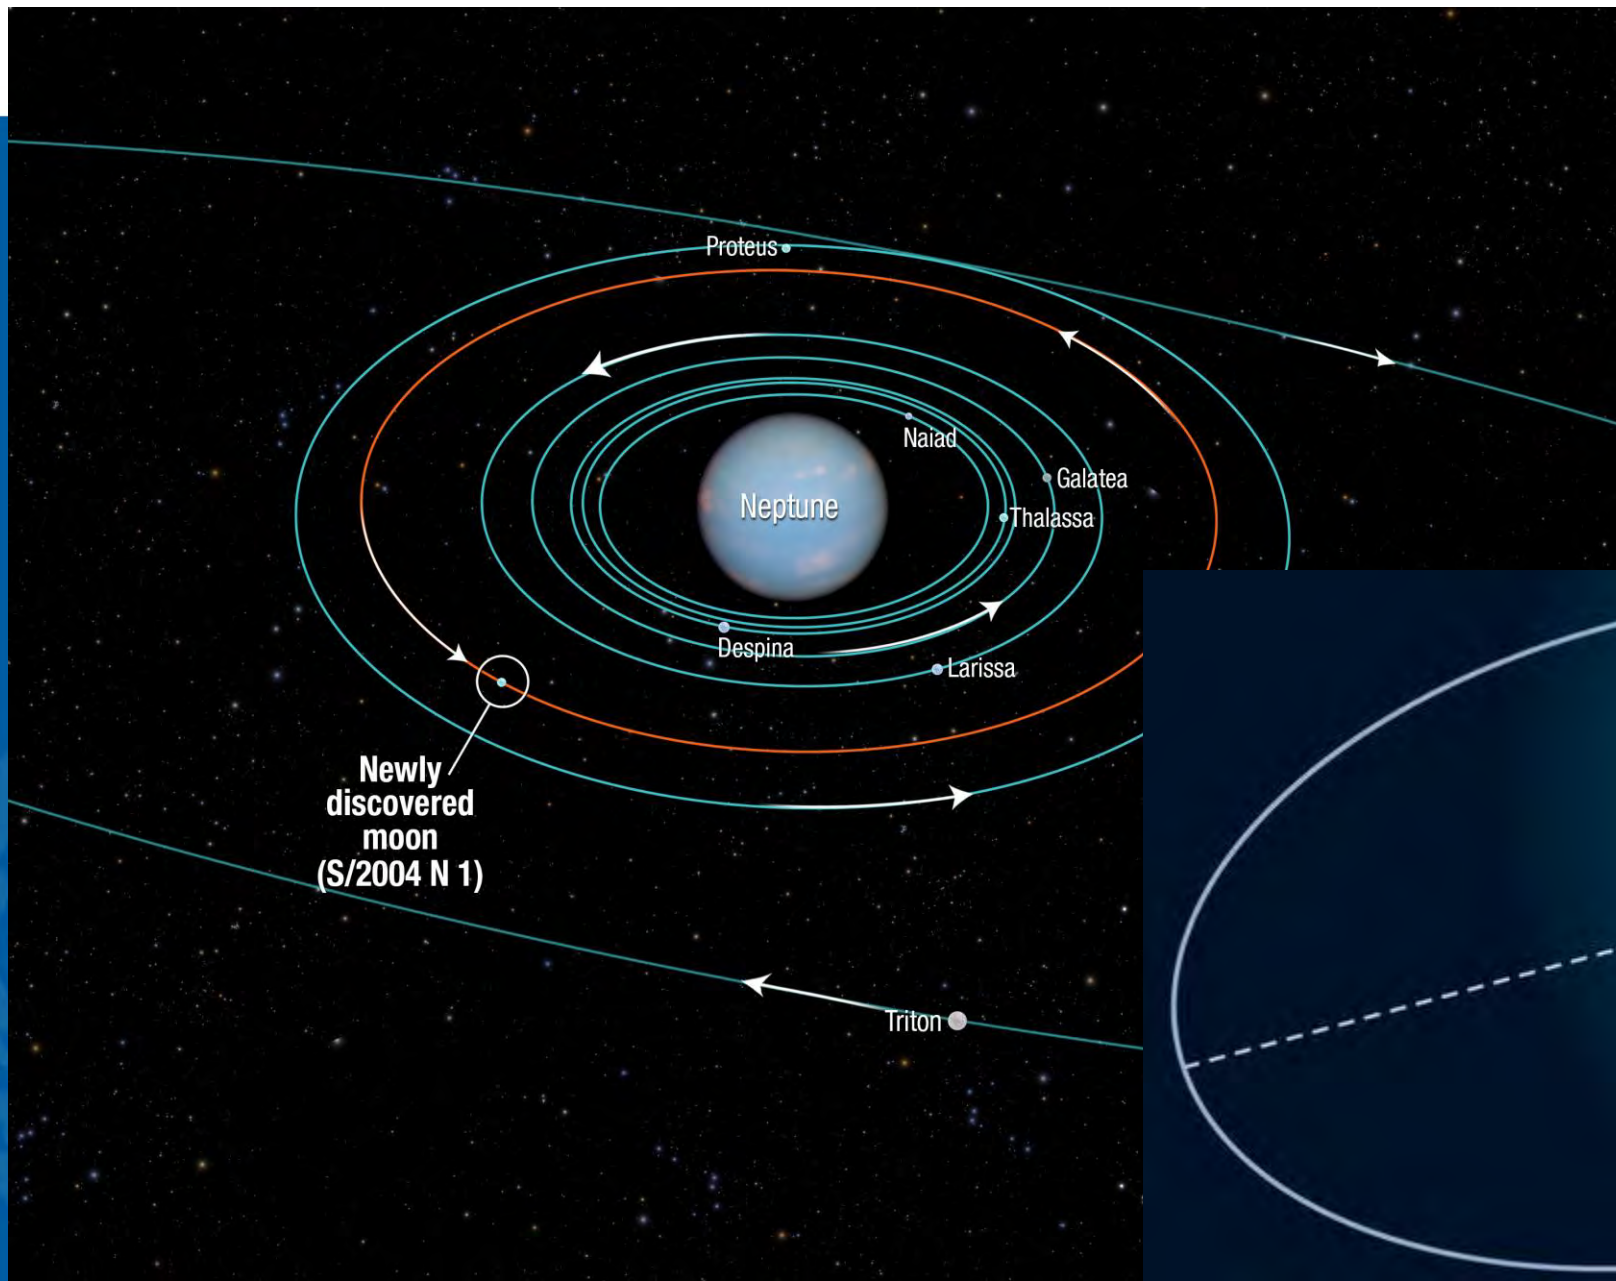 Proteus
Naiad
Galatea
Neptune
Thalassa
Despina
Larissa
Newly
discovered
moon
(S/2004 N 1)
Triton